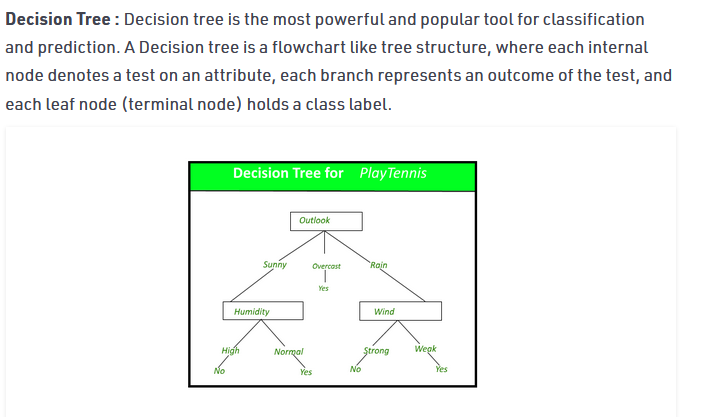 Decision Tree : Decision tree is the most powerful and popular tool for classification
and prediction. A Decision tree is a flowchart like tree structure, where each internal
node denotes a test on an attribute, each branch represents an outcome of the test, and
each leaf node (terminal node) holds a class label.
Decision Tree for PlayTennis
Outlook
Sunny Overcast Rain
Yes
Humidity Wind
High Normal Strong Weak
No Yes No Yes